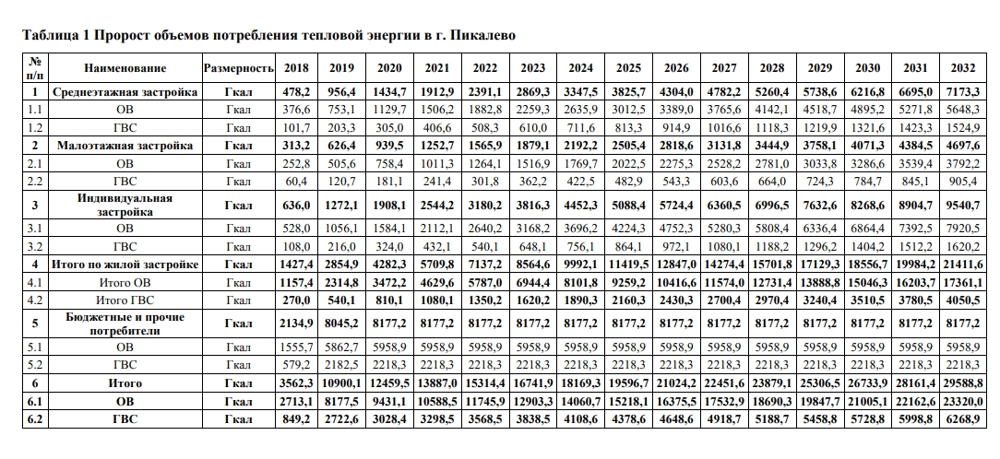 Таблица 1 Пророст объемов потребления тепловой энергии в г. Пикалево
№ п/п Наименование Размерность 2018 2019 2020 2021 2022 2023 2024 2025 2026 2027 2028 2029 2030 2031 2032
1 Среднеэтажная застройка Гкал 478,2 956,4 1434,7 1912,9 2391,1 2869,3 3347,5 3825,7 4304,0 4782,2 5260,4 5738,6 6216,8 6695,0 7173,3
1.1 ОВ Гкал 376,6 753,1 1129,7 1506,2 1882,8 2259,3 2635,9 3012,5 3389,0 3765,6 4142,1 4518,7 4895,2 5271,8 5648,3
1.2 ГВС Гкал 101,7 203,3 305,0 406,6 508,3 610,0 711,6 813,3 914,9 1016,6 1118,3 1219,9 1321,6 1423,3 1524,9
2 Малоэтажная застройка Гкал 313,2 626,4 939,5 1252,7 1565,9 1879,1 2192,2 2505,4 2818,6 3131,8 3444,9 3758,1 4071,3 4384,5 4697,6
2.1 ОВ Гкал 252,8 505,6 758,4 1011,3 1264,1 1516,9 1769,7 2022,5 2275,3 2528,2 2781,0 3033,8 3286,6 3539,4 3792,2
2.2 ГВС Гкал 60,4 120,7 181,1 241,4 301,8 362,2 422,5 482,9 543,3 603,6 664,0 724,3 784,7 845,1 905,4
3 Индивидуальная застройка Гкал 636,0 1272,1 1908,1 2544,2 3180,2 3816,3 4452,3 5088,4 5724,4 6360,5 6996,5 7632,6 8268,6 8904,7 9540,7
3.1 ОВ Гкал 528,0 1056,1 1584,1 2112,1 2640,2 3168,2 3696,2 4224,3 4752,3 5280,3 5808,4 6336,4 6864,4 7392,5 7920,5
3.2 ГВС Гкал 108,0 216,0 324,0 432,1 540,1 648,1 756,1 864,1 972,1 1080,1 1188,2 1296,2 1404,2 1512,2 1620,2
4 Итого по жилой застройке Гкал 1427,4 2854,9 4282,3 5709,8 7137,2 8564,6 9992,1 11419,5 12847,0 14274,4 15701,8 17129,3 18556,7 19984,2 21411,6
4.1 Итого ОВ Гкал 1157,4 2314,8 3472,2 4629,6 5787,0 6944,4 8101,8 9259,2 10416,6 11574,0 12731,4 13888,8 15046,3 16203,7 17361,1
4.2 Итого ГВС Гкал 270,0 540,1 810,1 1080,1 1350,2 1620,2 1890,3 2160,3 2430,3 2700,4 2970,4 3240,4 3510,5 3780,5 4050,5
5 Бюджетные и прочие потребители Гкал 2134,9 8045,2 8177,2 8177,2 8177,2 8177,2 8177,2 8177,2 8177,2 8177,2 8177,2 8177,2 8177,2 8177,2 8177,2
5.1 ОВ Гкал 1555,7 5862,7 5958,9 5958,9 5958,9 5958,9 5958,9 5958,9 5958,9 5958,9 5958,9 5958,9 5958,9 5958,9 5958,9
5.2 ГВС Гкал 579,2 2182,5 2218,3 2218,3 2218,3 2218,3 2218,3 2218,3 2218,3 2218,3 2218,3 2218,3 2218,3 2218,3 2218,3
6 Итого Гкал 3562,3 10900,1 12459,5 13887,0 15314,4 16741,9 18169,3 19596,7 21024,2 22451,6 23879,1 25306,5 26733,9 28161,4 29588,8
6.1 ОВ Гкал 2713,1 8177,5 9431,1 10588,5 11745,9 12903,3 14060,7 15218,1 16375,5 17532,9 18690,3 19847,7 21005,1 22162,6 23320,0
6.2 ГВС Гкал 849,2 2722,6 3028,4 3298,5 3568,5 3838,5 4108,6 4378,6 4648,6 4918,7 5188,7 5458,8 5728,8 5998,8 6268,9